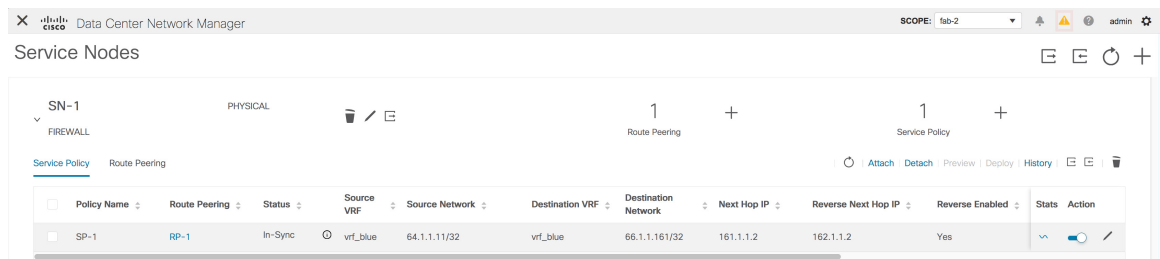 cisco Data Center Network Manager SCOPE: fab-2 admin
Service Nodes
SN-1 PHYSICAL 1 1
FIREWALL Route Peering Service Policy
Service Policy Route Peering Attach Detach Preview Deploy History
Policy Name Route Peering Status Source VRF Source Network Destination VRF Destination Network Next Hop IP Reverse Next Hop IP Reverse Enabled Stats Action
SP-1 RP-1 In-Sync vrf_blue 64.1.1.11/32 vrf_blue 66.1.1.161/32 161.1.1.2 162.1.1.2 Yes